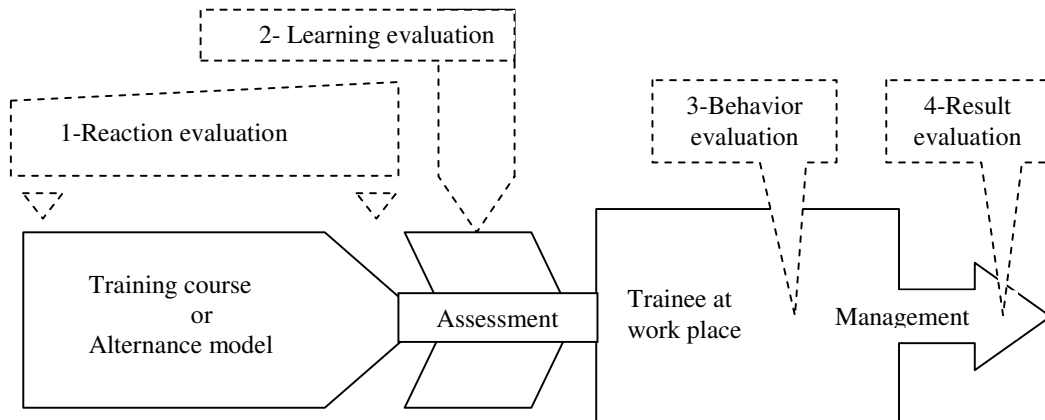 2- Learning evaluation
1-Reaction evaluation
3-Behavior
evaluation
4-Result
evaluation
Training course
or
Alternance model
Assessment
Trainee at
work place
Management